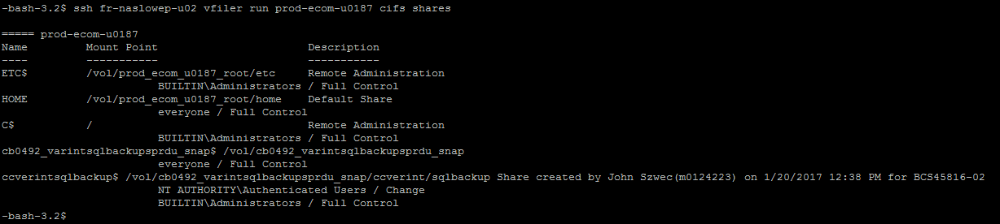 -bash-3.2$ ssh fr-naslowep-u02 vfiler run prod-ecom-u0187 cifs shares
===== prod-ecom-u0187
Name         Mount Point                       Description
----         -----------                       -----------
ETC$         /vol/prod_ecom_u0187_root/etc     Remote Administration
                        BUILTIN\Administrators / Full Control
HOME         /vol/prod_ecom_u0187_root/home    Default Share
                        everyone / Full Control
C$           /                                 Remote Administration
                        BUILTIN\Administrators / Full Control
cb0492_varintsqlbackupsprdu_snap$ /vol/cb0492_varintsqlbackupsprdu_snap
                        everyone / Full Control
ccverintsqlbackup$ /vol/cb0492_varintsqlbackupsprdu_snap/ccverint/sqlbackup Share created by John Szwec(m0124223) on 1/20/2017 12:38 PM for BCS45816-02
                        NT AUTHORITY\Authenticated Users / Change
                        BUILTIN\Administrators / Full Control
-bash-3.2$